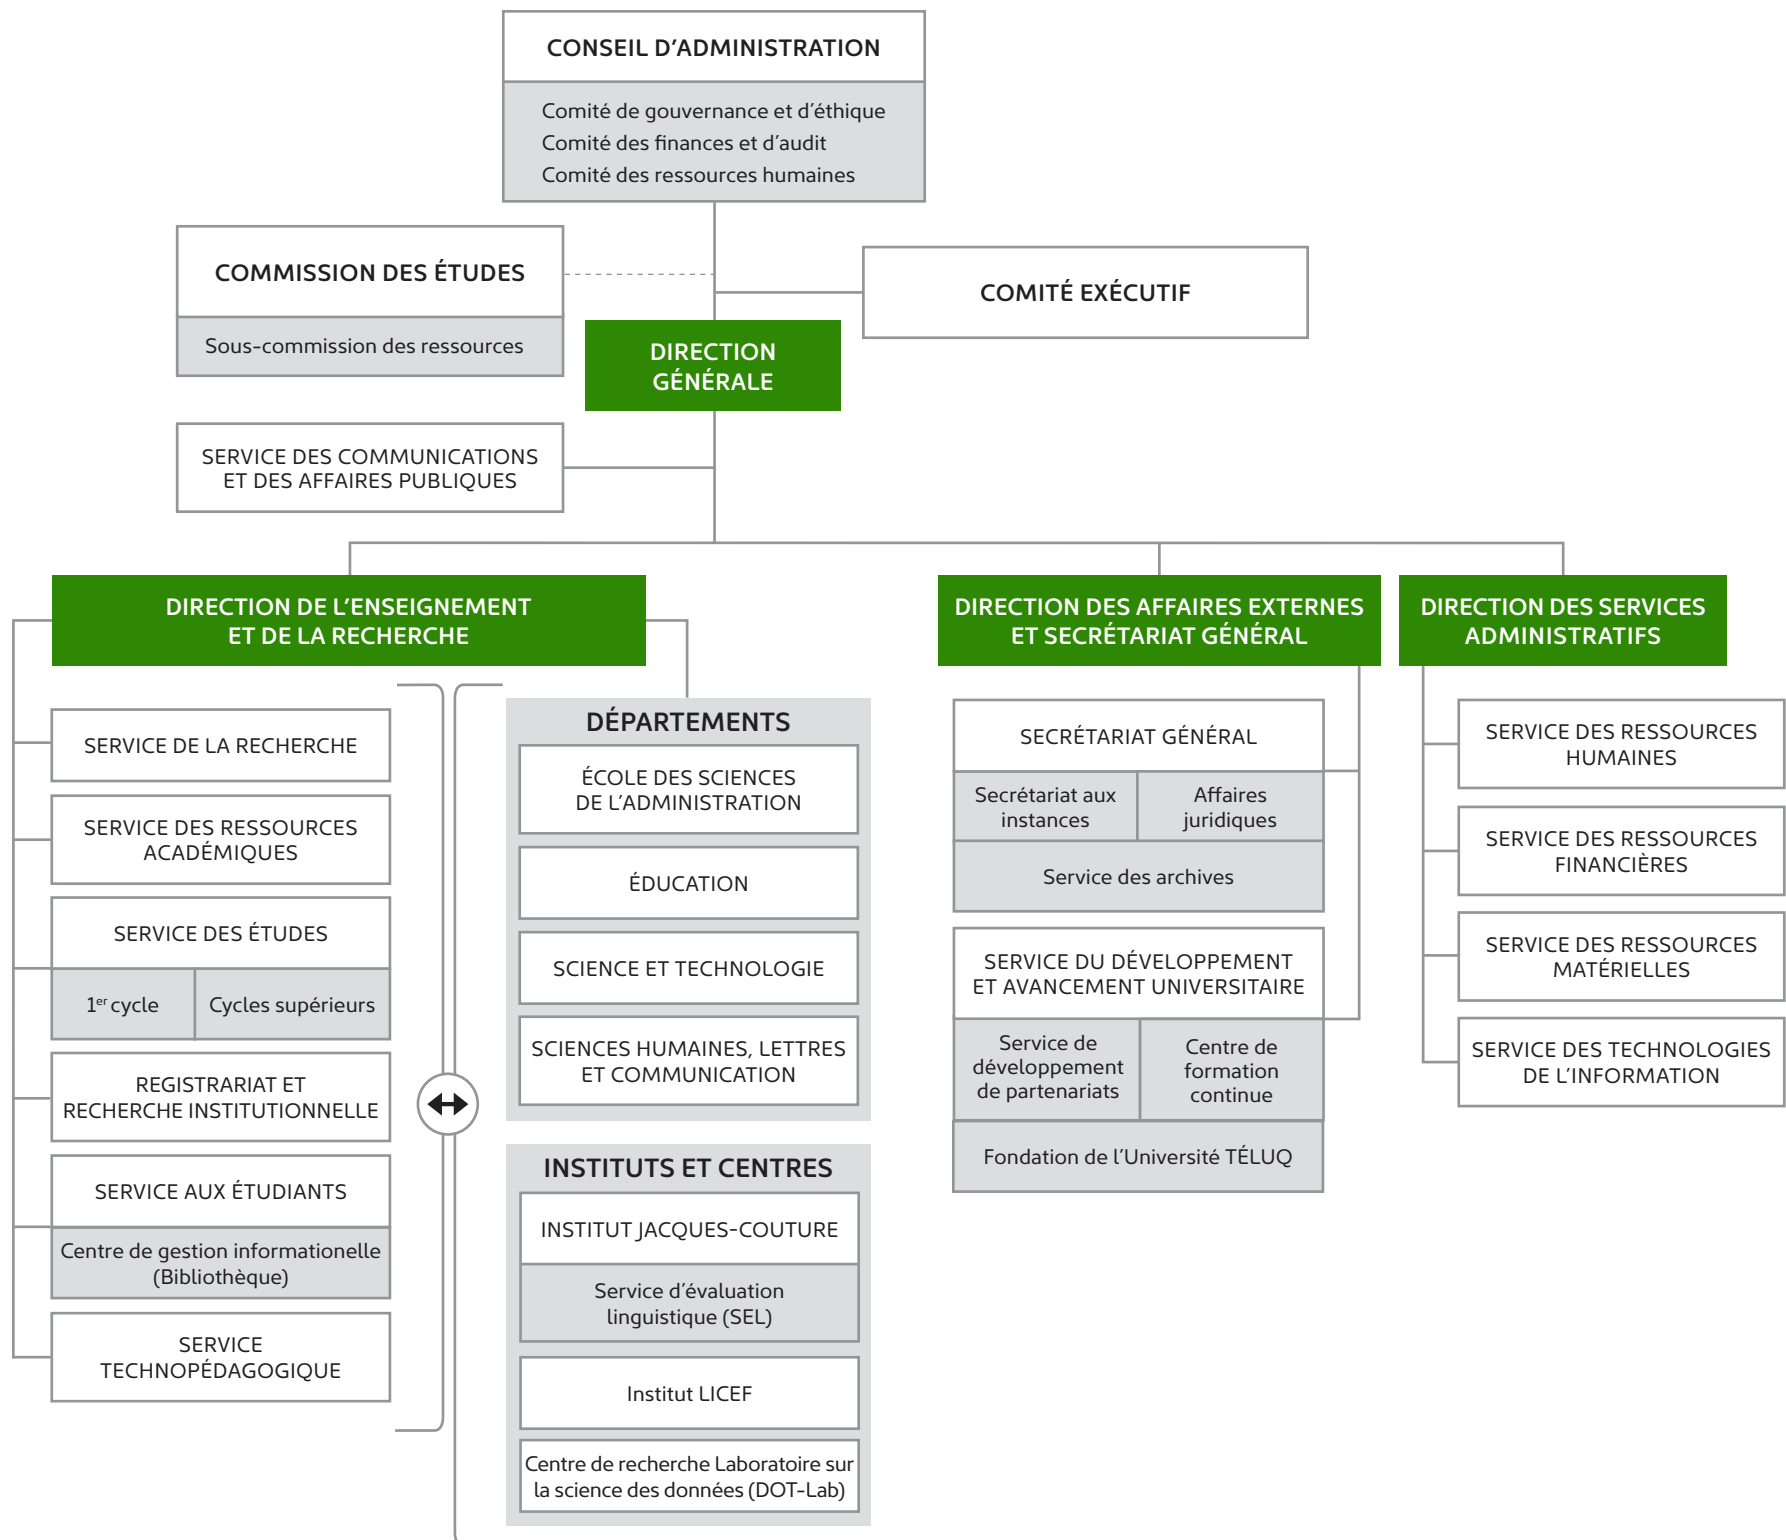 CONSEIL D’ADMINISTRATION
Comité de gouvernance et d’éthique
Comité des finances et d’audit
Comité des ressources humaines
COMMISSION DES ÉTUDES
Sous-commission des ressources
COMITÉ EXÉCUTIF
DIRECTION
GÉNÉRALE
SERVICE DES COMMUNICATIONS
ET DES AFFAIRES PUBLIQUES
DIRECTION DE L’ENSEIGNEMENT
ET DE LA RECHERCHE
SERVICE DE LA RECHERCHE
SERVICE DES RESSOURCES
ACADÉMIQUES
SERVICE DES ÉTUDES
1er cycle
Cycles supérieurs
REGISTRARIAT ET
RECHERCHE INSTITUTIONNELLE
SERVICE AUX ÉTUDIANTS
Centre de gestion informationelle
(Bibliothèque)
SERVICE
TECHNOPÉDAGOGIQUE
DÉPARTEMENTS
ÉCOLE DES SCIENCES
DE L’ADMINISTRATION
ÉDUCATION
SCIENCE ET TECHNOLOGIE
SCIENCES HUMAINES, LETTRES
ET COMMUNICATION
INSTITUTS ET CENTRES
INSTITUT JACQUES-COUTURE
Service d’évaluation
linguistique (SEL)
Institut LICEF
Centre de recherche Laboratoire sur
la science des données (DOT-Lab)
DIRECTION DES AFFAIRES EXTERNES
ET SECRÉTARIAT GÉNÉRAL
SECRÉTARIAT GÉNÉRAL
Secrétariat aux
instances
Affaires
juridiques
Service des archives
SERVICE DU DÉVELOPPEMENT
ET AVANCEMENT UNIVERSITAIRE
Service de
développement
de partenariats
Centre de
formation
continue
Fondation de l’Université TÉLUQ
DIRECTION DES SERVICES
ADMINISTRATIFS
SERVICE DES RESSOURCES
HUMAINES
SERVICE DES RESSOURCES
FINANCIÈRES
SERVICE DES RESSOURCES
MATÉRIELLES
SERVICE DES TECHNOLOGIES
DE L’INFORMATION